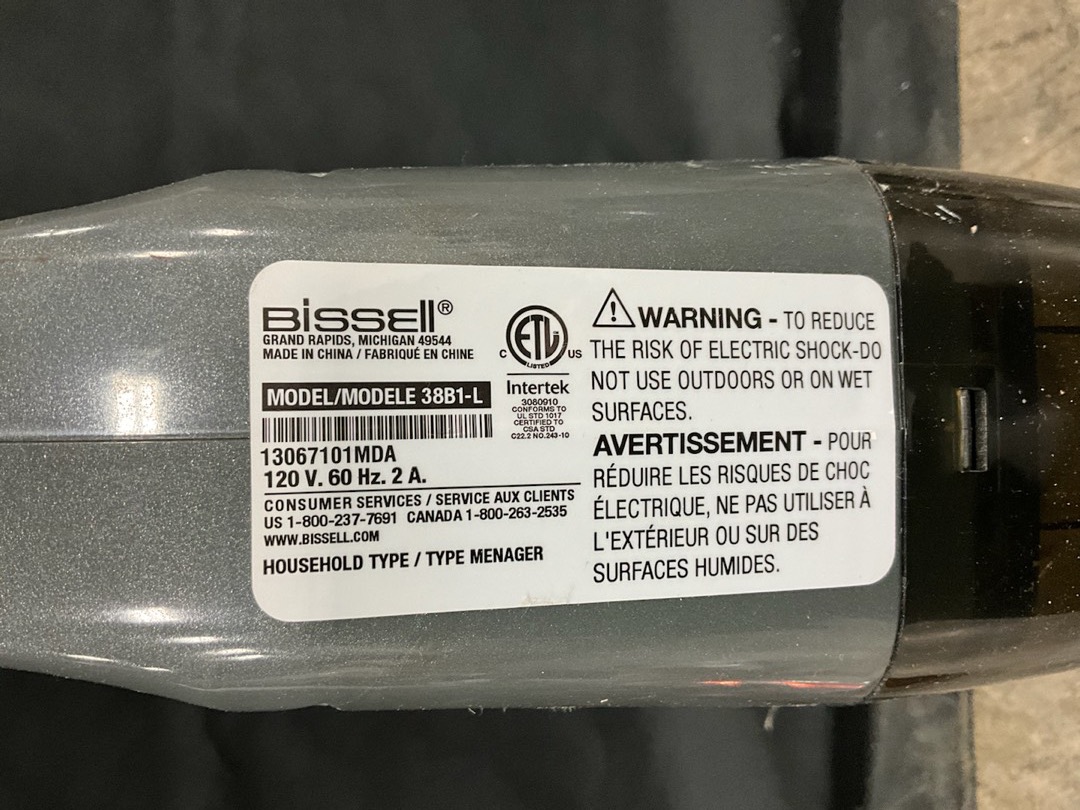 BISSELL®
GRAND RAPIDS, MICHIGAN 49544
MADE IN CHINA / FABRIQUÉ EN CHINE
MODEL/MODELE 38B1-L
13067101MDA
120 V. 60 Hz. 2 A.
CONSUMER SERVICES / SERVICE AUX CLIENTS
US 1-800-237-7691 CANADA 1-800-263-2535
WWW.BISSELL.COM
HOUSEHOLD TYPE / TYPE MENAGER
C ETL US
LISTED
Intertek
3080910
CONFORMS TO
UL STD 1017
CERTIFIED TO
CSA STD
C22.2 NO.243-10
WARNING - TO REDUCE
THE RISK OF ELECTRIC SHOCK-DO
NOT USE OUTDOORS OR ON WET
SURFACES.
AVERTISSEMENT - POUR
RÉDUIRE LES RISQUES DE CHOC
ÉLECTRIQUE, NE PAS UTILISER À
L'EXTÉRIEUR OU SUR DES
SURFACES HUMIDES.